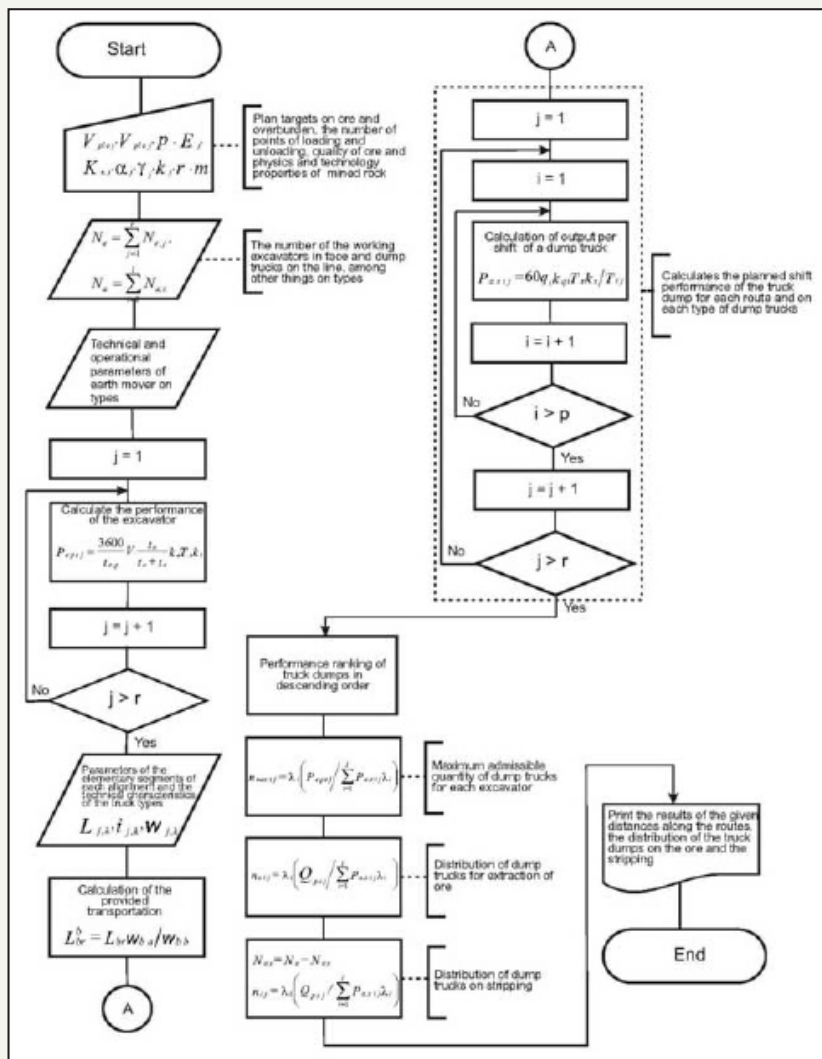 Start
Plan targets on ore and
overburden, the number of
points of loading and
unloading, quality of ore and
physics and technology
properties of mined rock
The number of the working
excavators in face and dump
trucks on the line, among
other things on types
Technical and
operational
parameters of
earth mover on
types
j = 1
Calculate the performance
of the excavator
j = j + 1
No
j > r
Yes
Parameters of the
elementary segments of
each alignment and the
technical characteristics
of the truck types
Calculation of the
provided
transportation
A
A
j = 1
i = 1
Calculation of output per
shift of a dump truck
Calculates the planned shift
performance of the truck
dump for each route and on
each type of dump trucks
i = i + 1
No
i > p
Yes
j = j + 1
No
j > r
Yes
Performance ranking of
truck dumps in
descending order
Maximum admissible
quantity of dump trucks
for each excavator
Distribution of dump
trucks for extraction of
ore
Distribution of dump
trucks on stripping
Print the results of the given
distances along the routes,
the distribution of the truck
dumps on the ore and the
stripping
End